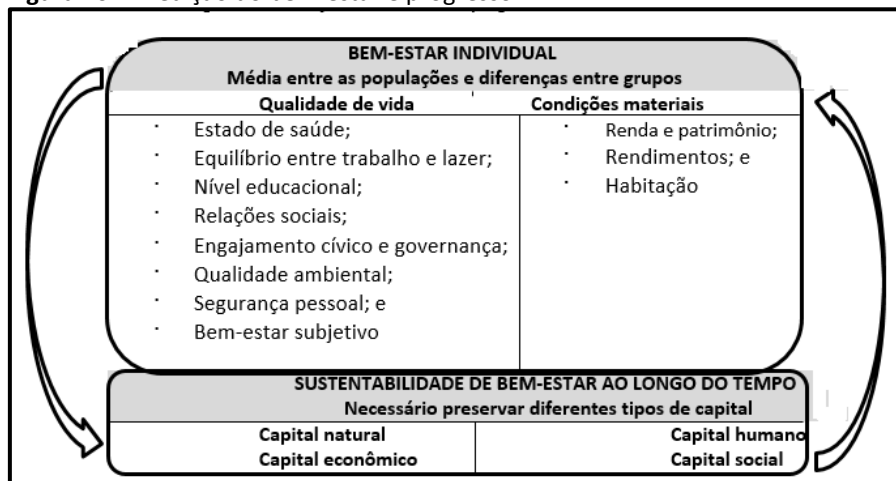 BEM-ESTAR INDIVIDUAL
Média entre as populações e diferenças entre grupos
Qualidade de vida
· Estado de saúde;
· Equilíbrio entre trabalho e lazer;
· Nível educacional;
· Relações sociais;
· Engajamento cívico e governança;
· Qualidade ambiental;
· Segurança pessoal; e
· Bem-estar subjetivo
Condições materiais
· Renda e patrimônio;
· Rendimentos; e
· Habitação
SUSTENTABILIDADE DE BEM-ESTAR AO LONGO DO TEMPO
Necessário preservar diferentes tipos de capital
Capital natural
Capital econômico
Capital humano
Capital social